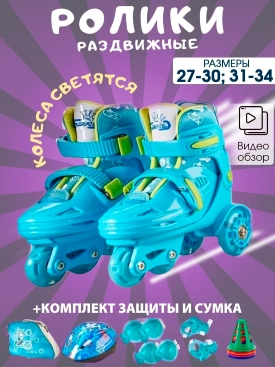 РОЛИКИ
РАЗДВИЖНЫЕ
РАЗМЕРЫ
27-30; 31-34
КОЛЕСА СВЕТЯТСЯ
Видео
обзор
+КОМПЛЕКТ ЗАЩИТЫ И СУМКА